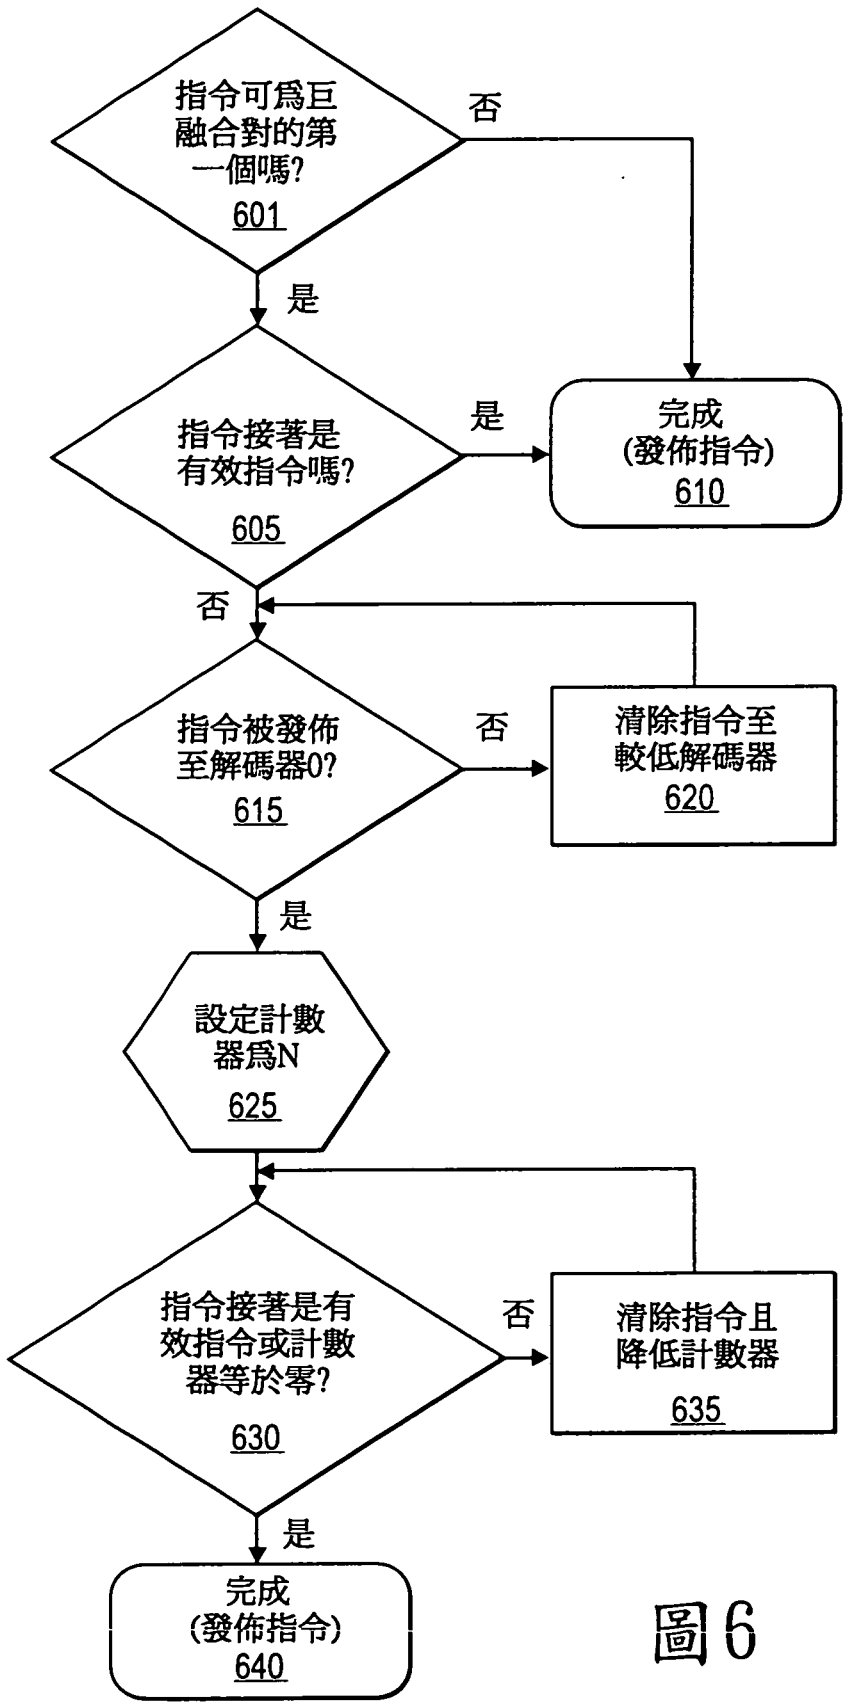 指令可爲巨
融合對的第
一個嗎?
601
否
是
指令接著是
有效指令嗎?
605
是
完成
(發佈指令)
610
否
指令被發佈
至解碼器0?
615
否
清除指令至
較低解碼器
620
是
設定計數
器爲N
625
指令接著是有
效指令或計數
器等於零?
630
否
清除指令且
降低計數器
635
是
完成
(發佈指令)
640
圖6